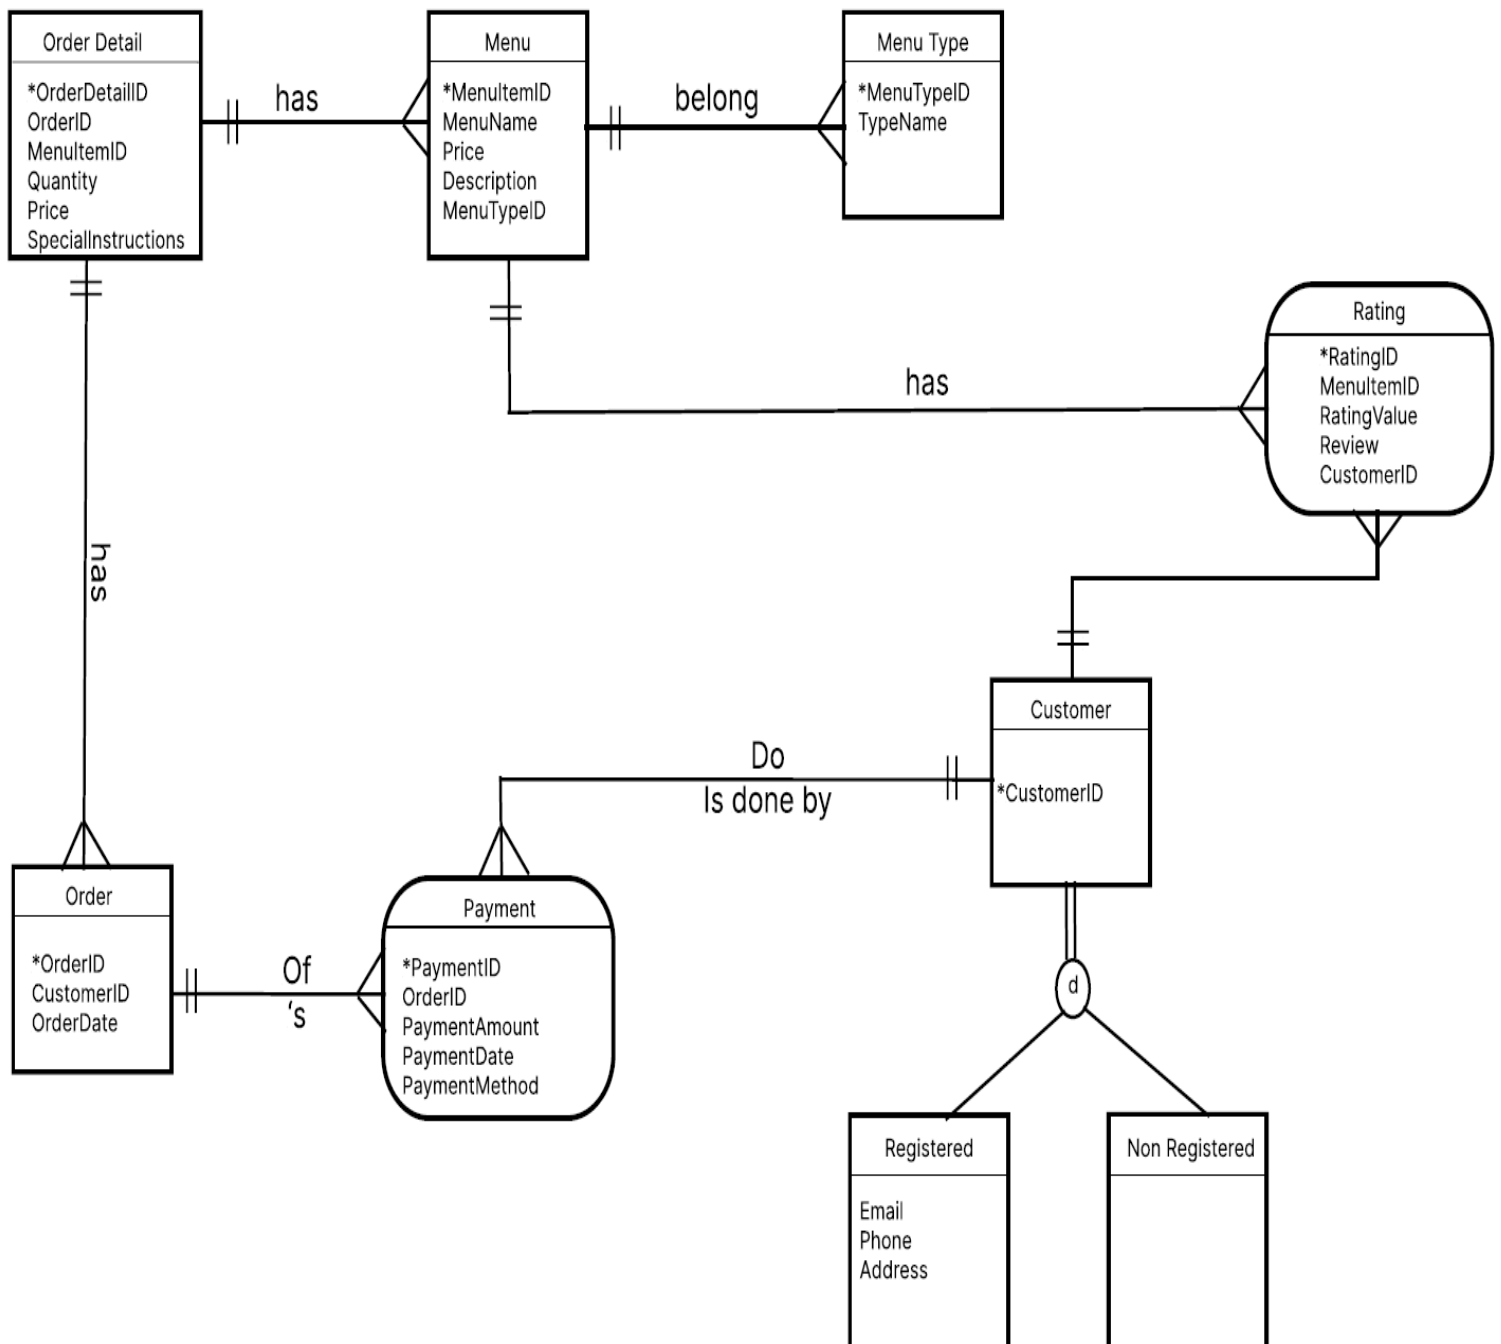 Order Detail
*OrderDetailID
OrderID
MenuItemID
Quantity
Price
SpecialInstructions
has
Menu
*MenuItemID
MenuName
Price
Description
MenuTypeID
belong
Menu Type
*MenuTypeID
TypeName
has
Rating
*RatingID
MenuItemID
RatingValue
Review
CustomerID
has
Customer
*CustomerID
Do
Is done by
Order
*OrderID
CustomerID
OrderDate
Of
‘s
Payment
*PaymentID
OrderID
PaymentAmount
PaymentDate
PaymentMethod
d
Registered
Email
Phone
Address
Non Registered